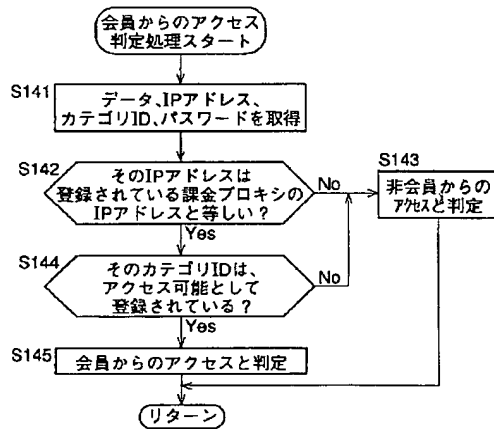 会員からのアクセス
判定処理スタート
S141
データ、IPアドレス、
カテゴリID、パスワードを取得
S142
そのIPアドレスは
登録されている課金プロキシの
IPアドレスと等しい？
No
Yes
S143
非会員からの
アクセスと判定
S144
そのカテゴリIDは、
アクセス可能として
登録されている？
No
Yes
S145
会員からのアクセスと判定
リターン